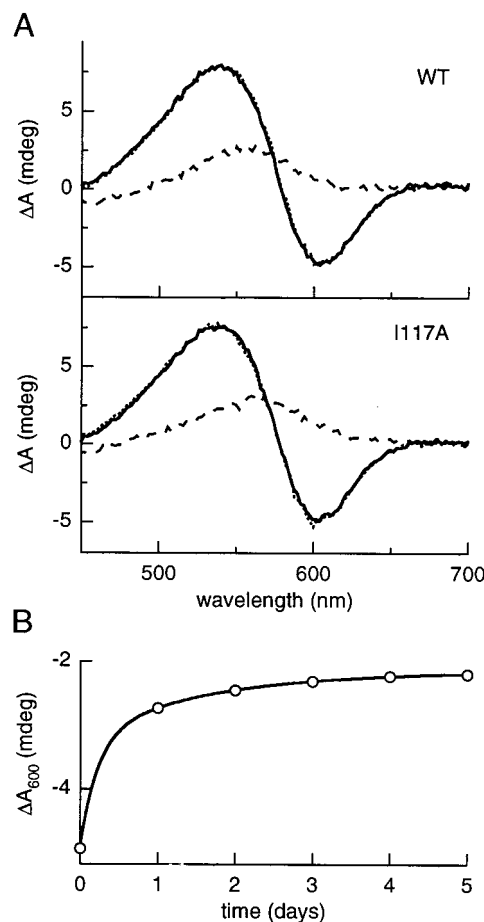 A
WT
5
0
-5
ΔA (mdeg)
I117A
5
0
-5
ΔA (mdeg)
500 600 700
wavelength (nm)
B
-2
-4
ΔA600 (mdeg)
0 1 2 3 4 5
time (days)